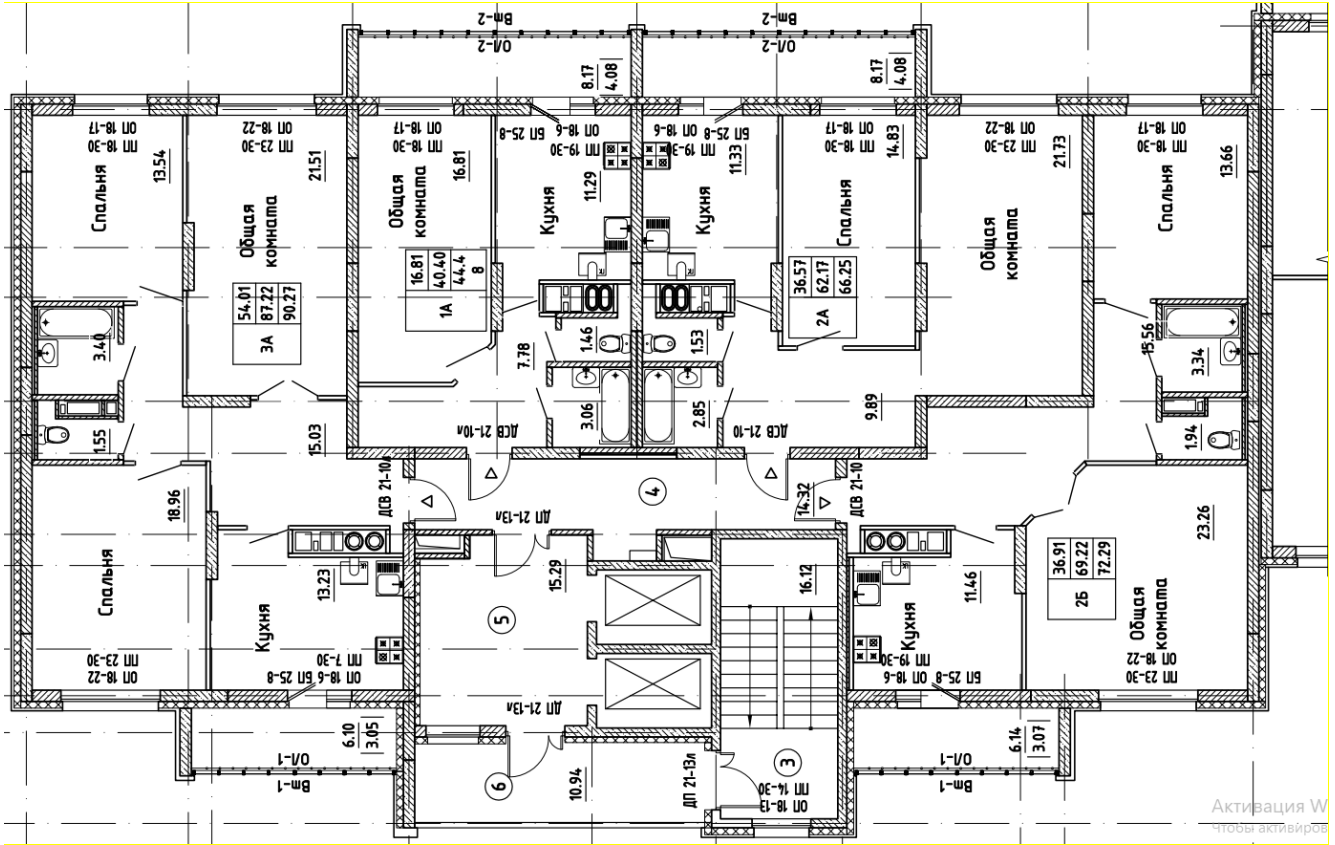 Вт-2
Вт-2
ОЛ-2
ОЛ-2
8.17
4.08
8.17
4.08
ОП 18-17
ПП 18-30
13.54
Спальня
ОП 18-22
ПП 23-30
21.51
Общая
комната
ОП 18-17
ПП 18-30
16.81
Общая
комната
БП 25-8
ОП 18-6
ПП 19-30
11.29
Кухня
ОП 18-6
БП 25-8
ПП 19-30
11.33
Кухня
ОП 18-17
ПП 18-30
14.83
Спальня
ОП 18-22
ПП 23-30
21.73
Общая
комната
ОП 18-17
ПП 18-30
13.66
Спальня
3А
54.01
87.22
90.27
1А
16.81
40.40
44.4
8
2А
36.57
62.17
66.25
3.40
1.55
15.03
7.78
1.46
3.06
1.53
2.85
9.89
15.56
3.34
1.94
ДСВ 21-10л
ДСВ 21-10
ДСВ 21-10л
ДСВ 21-10
4
14.32
ДП 21-13л
18.96
Спальня
ОП 18-22
ПП 23-30
13.23
Кухня
ПП 7-30
ОП 18-6
БП 25-8
15.29
5
ДП 21-13л
16.12
11.46
Кухня
ПП 19-30
ОП 18-6
БП 25-8
2Б
36.91
69.22
72.29
23.26
Общая
комната
ОП 18-22
ПП 23-30
6.10
3.05
ОЛ-1
Вт-1
6
10.94
ДП 21-13л
3
ПП 14-30
ОП 18-13
6.14
3.07
ОЛ-1
Вт-1
Активация W
Чтобы активиров